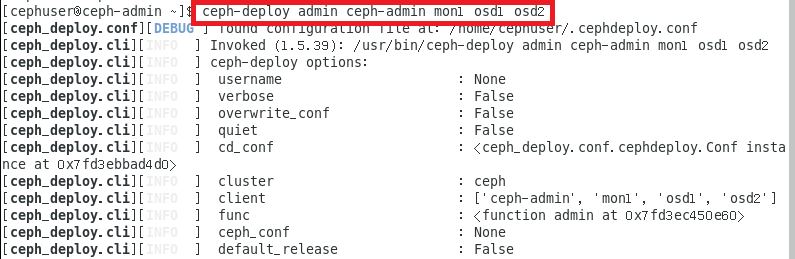 [cephuser@ceph-admin ~]$ ceph-deploy admin ceph-admin mon1 osd1 osd2
[ceph_deploy.conf][DEBUG ] found configuration file at: /home/cephuser/.cephdeploy.conf
[ceph_deploy.cli][INFO  ] Invoked (1.5.39): /usr/bin/ceph-deploy admin ceph-admin mon1 osd1 osd2
[ceph_deploy.cli][INFO  ] ceph-deploy options:
[ceph_deploy.cli][INFO  ]  username                      : None
[ceph_deploy.cli][INFO  ]  verbose                       : False
[ceph_deploy.cli][INFO  ]  overwrite_conf                : False
[ceph_deploy.cli][INFO  ]  quiet                         : False
[ceph_deploy.cli][INFO  ]  cd_conf                       : <ceph_deploy.conf.cephdeploy.Conf insta
nce at 0x7fd3ebbad4d0>
[ceph_deploy.cli][INFO  ]  cluster                       : ceph
[ceph_deploy.cli][INFO  ]  client                        : ['ceph-admin', 'mon1', 'osd1', 'osd2']
[ceph_deploy.cli][INFO  ]  func                          : <function admin at 0x7fd3ec450e60>
[ceph_deploy.cli][INFO  ]  ceph_conf                     : None
[ceph_deploy.cli][INFO  ]  default_release               : False